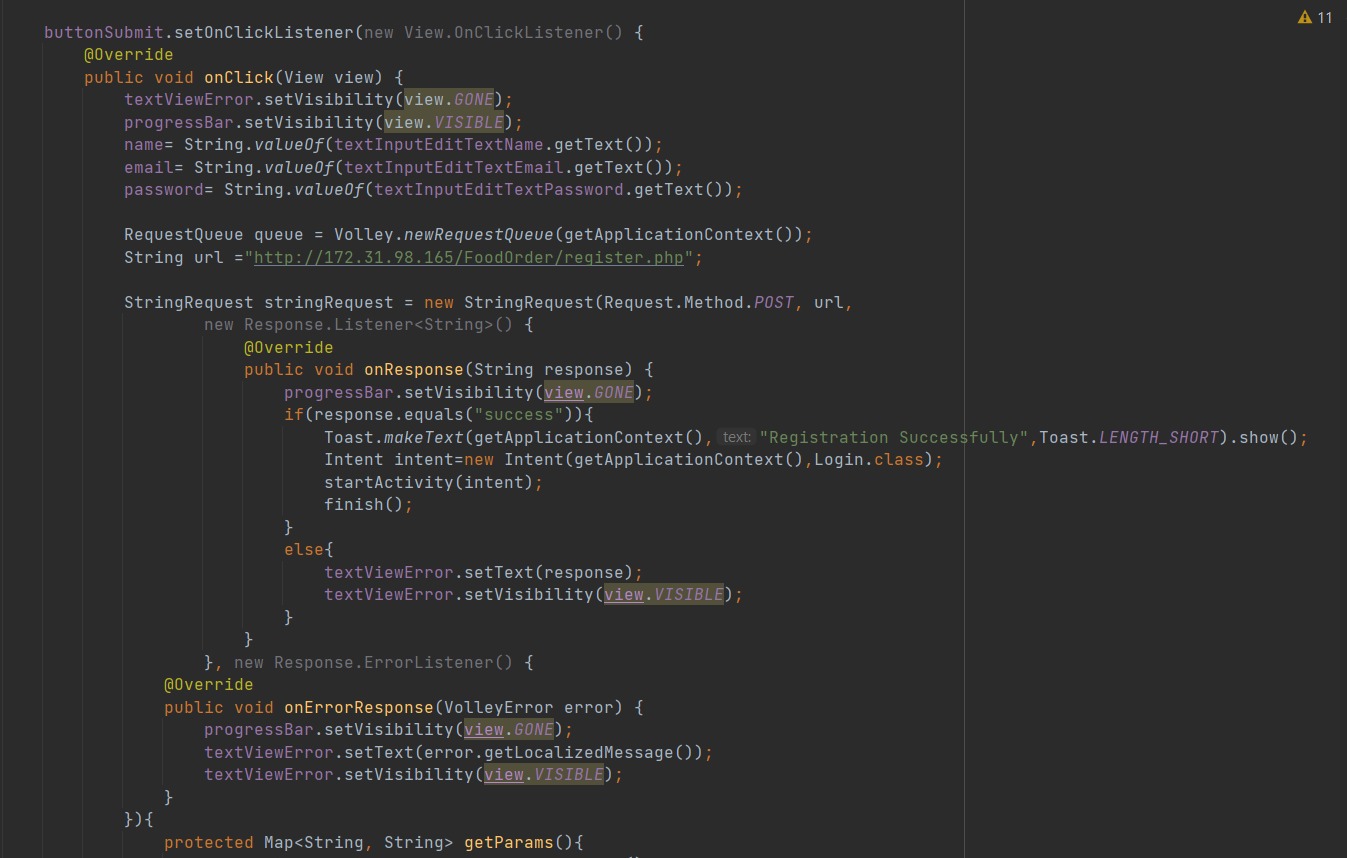 11
buttonSubmit.setOnClickListener(new View.OnClickListener() {
@Override
public void onClick(View view) {
textViewError.setVisibility(view.GONE);
progressBar.setVisibility(view.VISIBLE);
name= String.valueOf(textInputEditTextName.getText());
email= String.valueOf(textInputEditTextEmail.getText());
password= String.valueOf(textInputEditTextPassword.getText());
RequestQueue queue = Volley.newRequestQueue(getApplicationContext());
String url ="http://172.31.98.165/FoodOrder/register.php";
StringRequest stringRequest = new StringRequest(Request.Method.POST, url,
new Response.Listener<String>() {
@Override
public void onResponse(String response) {
progressBar.setVisibility(view.GONE);
if(response.equals("success")){
Toast.makeText(getApplicationContext(), text: "Registration Successfully",Toast.LENGTH_SHORT).show();
Intent intent=new Intent(getApplicationContext(),Login.class);
startActivity(intent);
finish();
}
else{
textViewError.setText(response);
textViewError.setVisibility(view.VISIBLE);
}
}
}, new Response.ErrorListener() {
@Override
public void onErrorResponse(VolleyError error) {
progressBar.setVisibility(view.GONE);
textViewError.setText(error.getLocalizedMessage());
textViewError.setVisibility(view.VISIBLE);
}
}){
protected Map<String, String> getParams(){